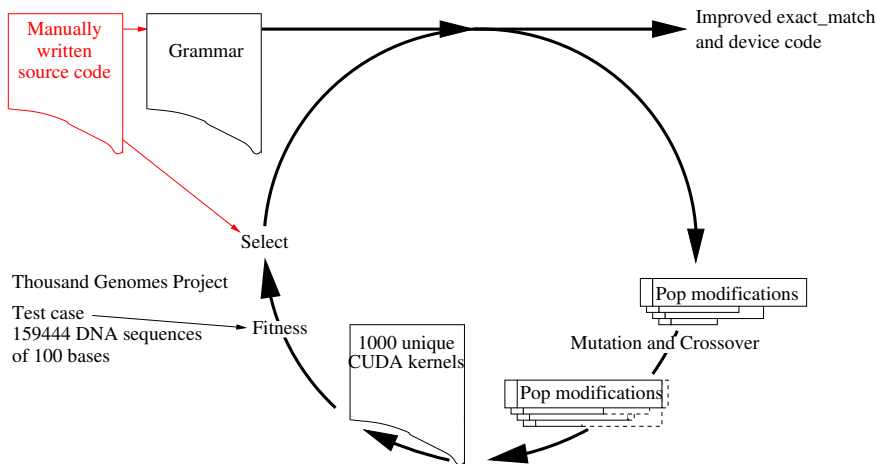 Manually
written
source code
Grammar
Improved exact_match
and device code
Select
Thousand Genomes Project
Test case
159444 DNA sequences
of 100 bases
Fitness
1000 unique
CUDA kernels
Pop modifications
Mutation and Crossover
Pop modifications